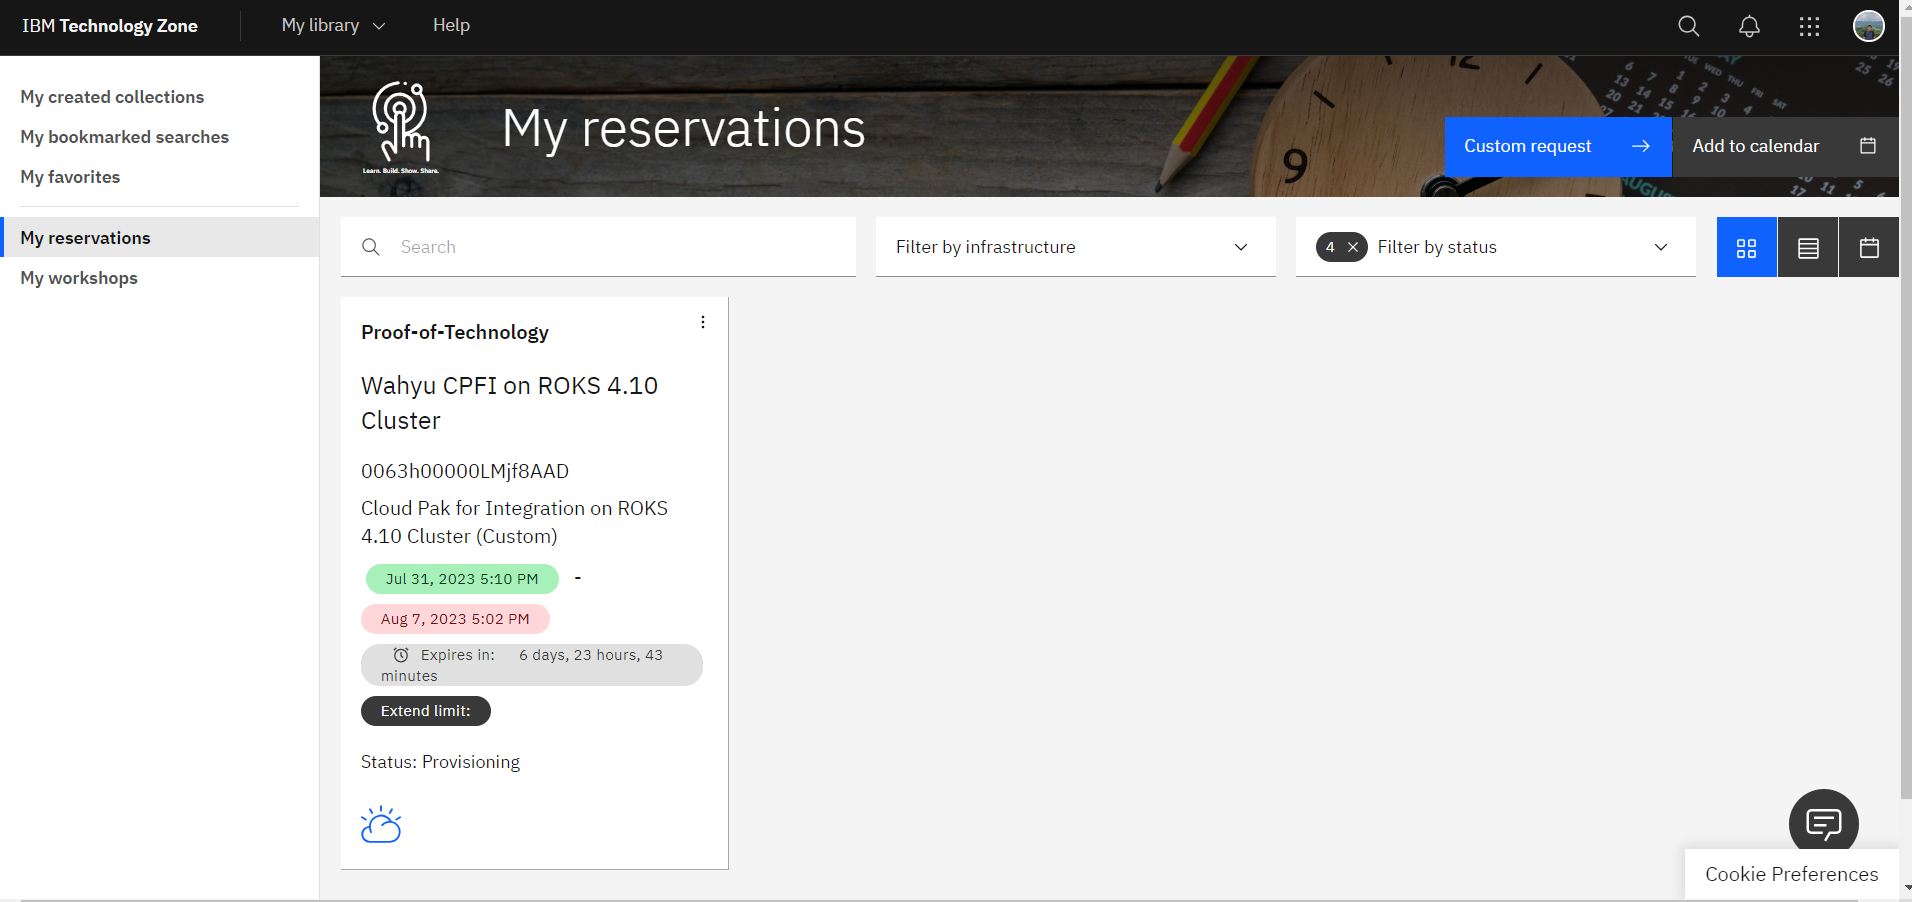 IBM Technology Zone
My library
Help
My created collections
My bookmarked searches
My favorites
My reservations
My workshops
Learn. Build. Show. Share.
My reservations
Custom request
Add to calendar
Search
Filter by infrastructure
4
Filter by status
Proof-of-Technology
Wahyu CPFI on ROKS 4.10
Cluster
0063h00000LMjf8AAD
Cloud Pak for Integration on ROKS
4.10 Cluster (Custom)
Jul 31, 2023 5:10 PM -
Aug 7, 2023 5:02 PM
Expires in: 6 days, 23 hours, 43
minutes
Extend limit:
Status: Provisioning
Cookie Preferences